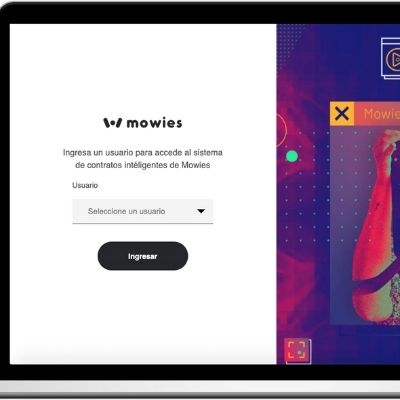 mowies
Ingresa un usuario para accede al sistema
de contratos intéligentes de Mowies
Usuario
Seleccione un usuario
Ingresar
Mowie